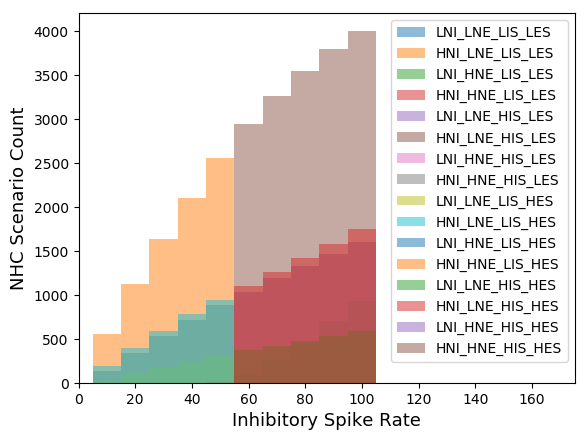 NHC Scenario Count
4000
3500
3000
2500
2000
1500
1000
500
0
0 20 40 60 80 100 120 140 160
Inhibitory Spike Rate
LNI_LNE_LIS_LES
HNI_LNE_LIS_LES
LNI_HNE_LIS_LES
HNI_HNE_LIS_LES
LNI_LNE_HIS_LES
HNI_LNE_HIS_LES
LNI_HNE_HIS_LES
HNI_HNE_HIS_LES
LNI_LNE_LIS_HES
HNI_LNE_LIS_HES
LNI_HNE_LIS_HES
HNI_HNE_LIS_HES
LNI_LNE_HIS_HES
HNI_LNE_HIS_HES
LNI_HNE_HIS_HES
HNI_HNE_HIS_HES